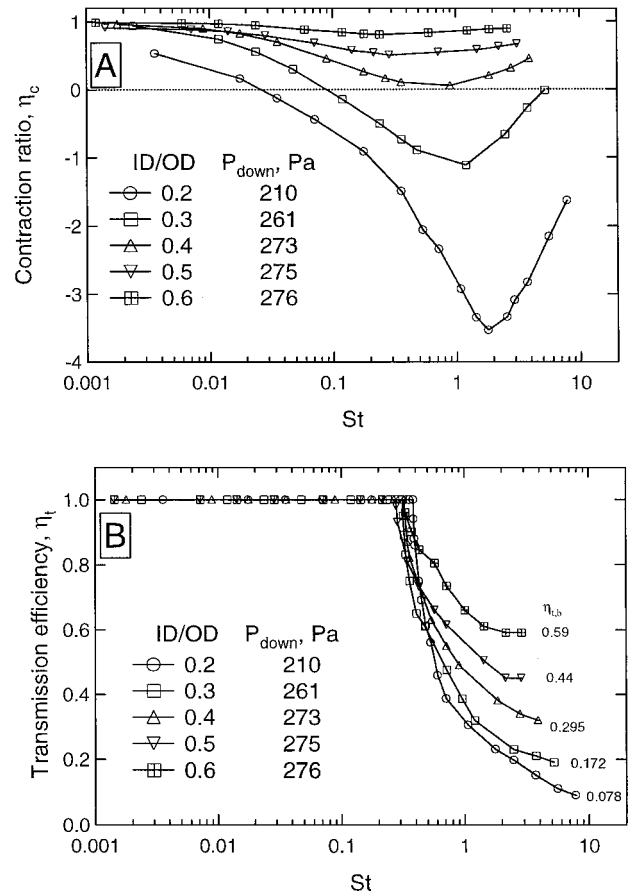 1
0
-1
-2
-3
-4
Contraction ratio, ηc
A
ID/OD Pdown, Pa
0.2 210
0.3 261
0.4 273
0.5 275
0.6 276
0.001 0.01 0.1 1 10
St
1.0
0.8
0.6
0.4
0.2
0.0
Transmission efficiency, ηt
B
ID/OD Pdown, Pa
0.2 210
0.3 261
0.4 273
0.5 275
0.6 276
ηt,b
0.59
0.44
0.295
0.172
0.078
0.001 0.01 0.1 1 10
St